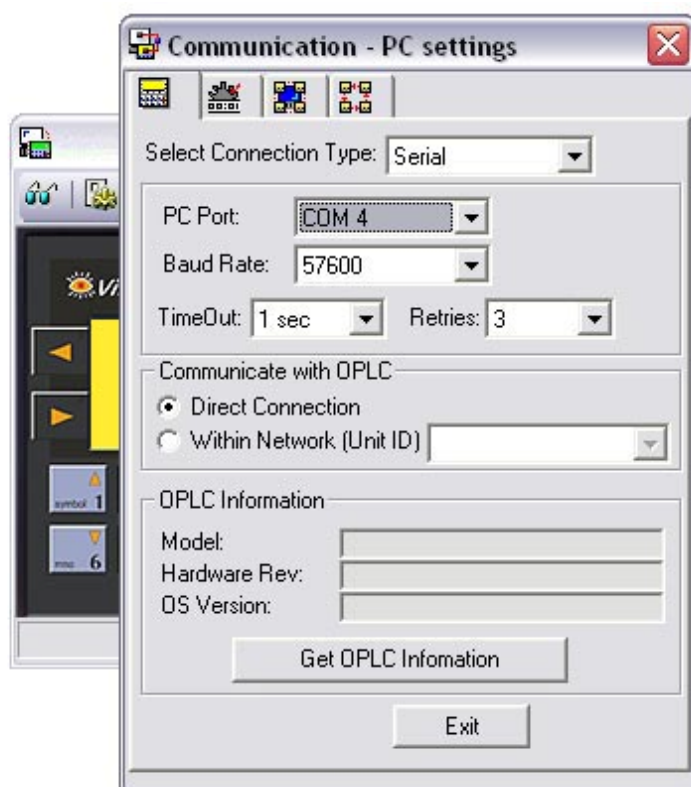 Communication - PC settings
Select Connection Type: Serial
PC Port: COM 4
Baud Rate: 57600
TimeOut: 1 sec Retries: 3
Communicate with OPLC
Direct Connection
Within Network (Unit ID)
OPLC Information
Model:
Hardware Rev:
OS Version:
Get OPLC Infomation
Exit
Vi
symbol 1
mno 6